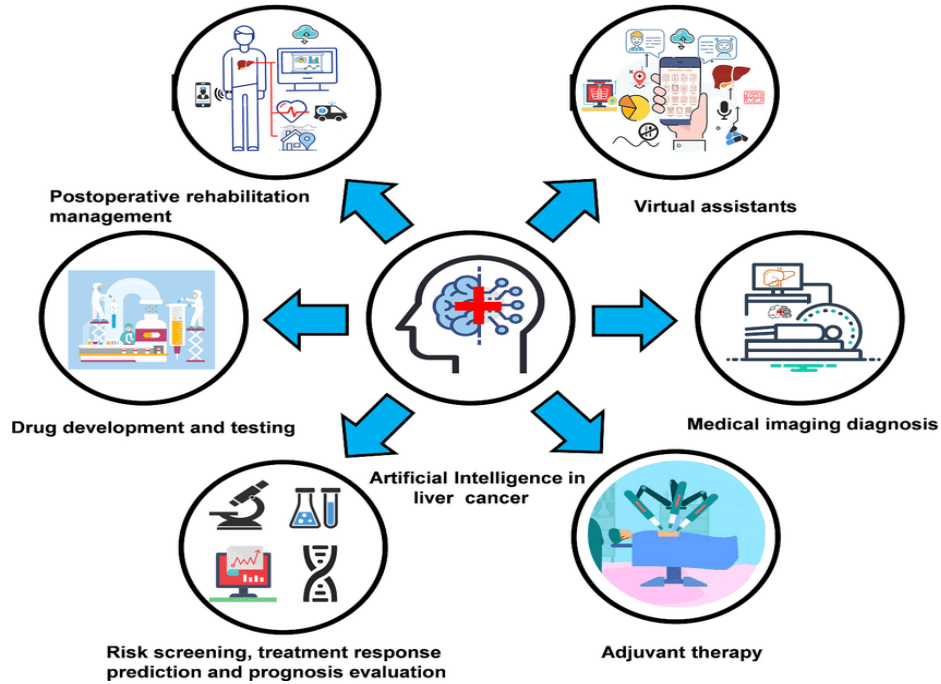 Postoperative rehabilitation
management
Virtual assistants
Drug development and testing
Medical imaging diagnosis
Artificial Intelligence in
liver cancer
Risk screening, treatment response
prediction and prognosis evaluation
Adjuvant therapy